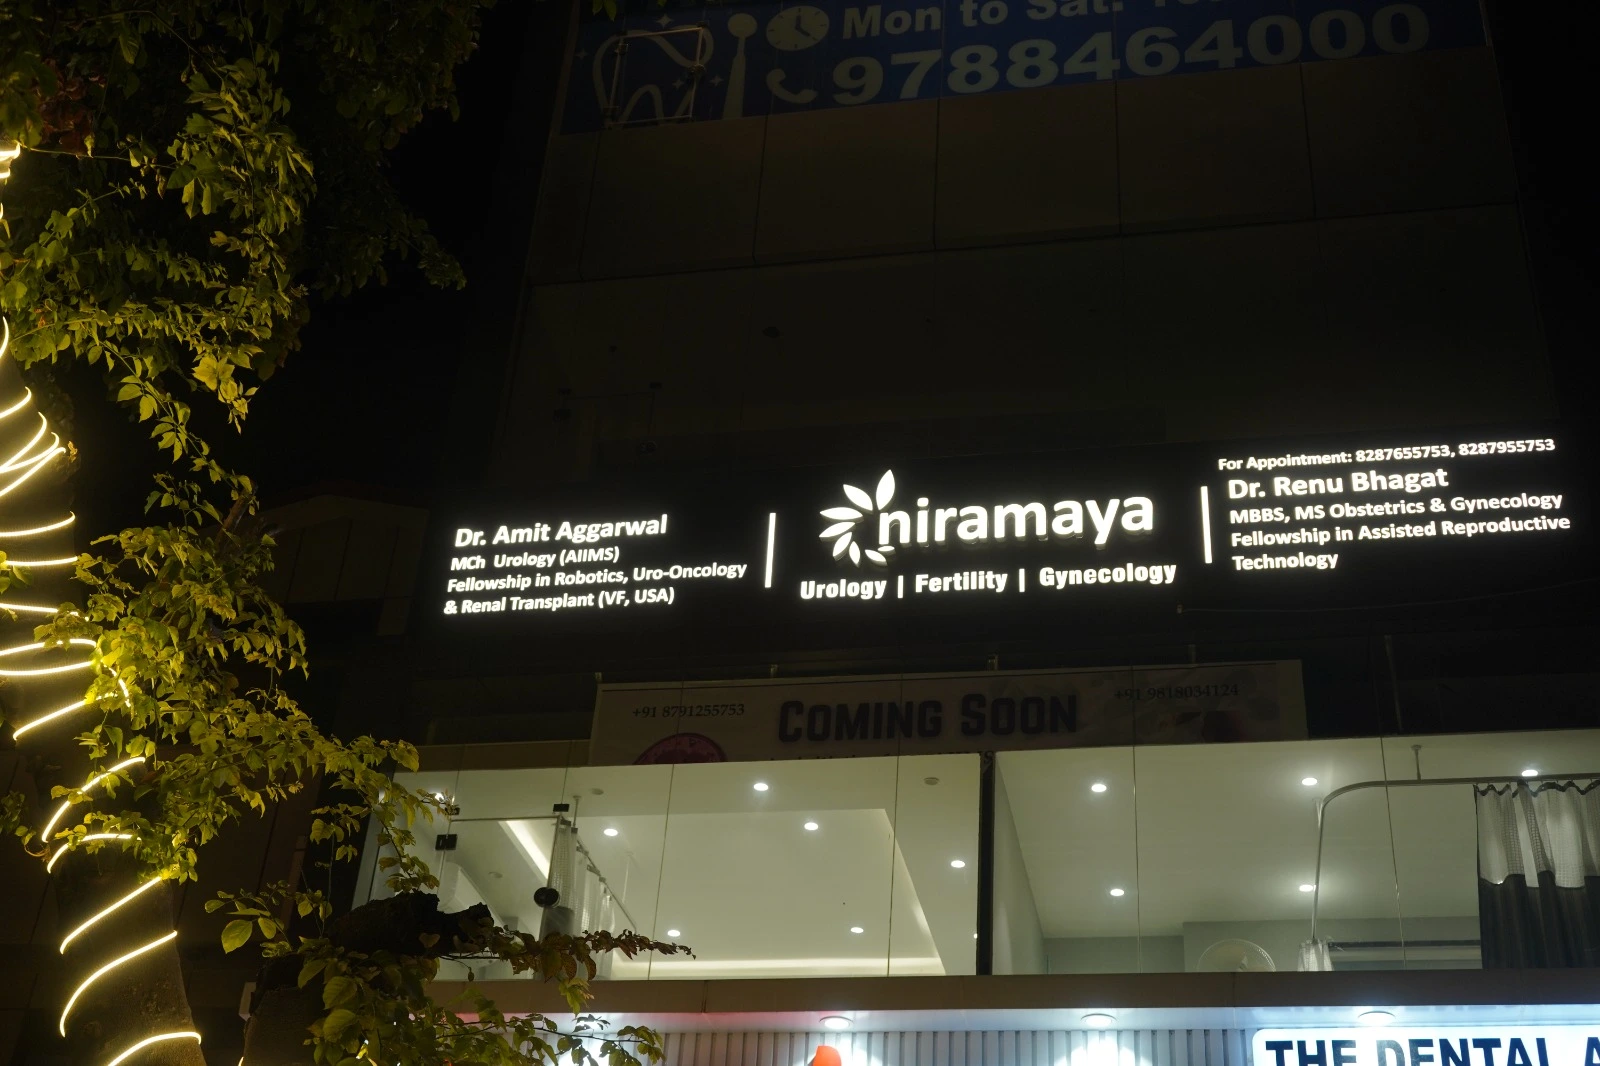 Mon to Sat:
9788464000
Dr. Amit Aggarwal
MCh Urology (AIIMS)
Fellowship in Robotics, Uro-Oncology
& Renal Transplant (VF, USA)
niramaya
Urology | Fertility | Gynecology
For Appointment: 8287655753, 8287955753
Dr. Renu Bhagat
MBBS, MS Obstetrics & Gynecology
Fellowship in Assisted Reproductive
Technology
+91 8791255753
COMING SOON
+91 9818034124
THE DENTAL